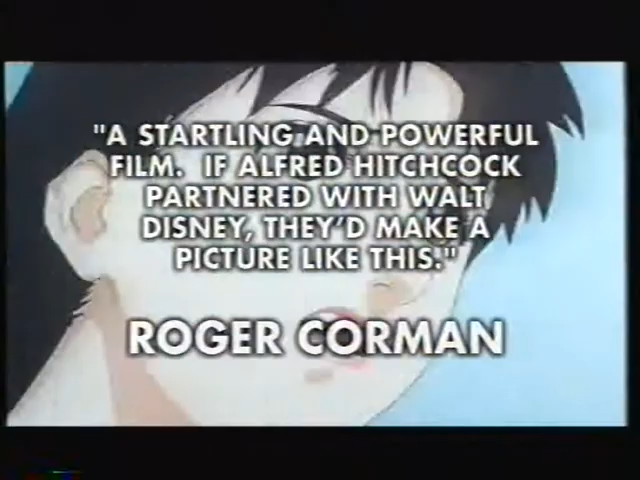 "A STARTLING AND POWERFUL
FILM. IF ALFRED HITCHCOCK
PARTNERED WITH WALT
DISNEY, THEY'D MAKE A
PICTURE LIKE THIS."
ROGER CORMAN